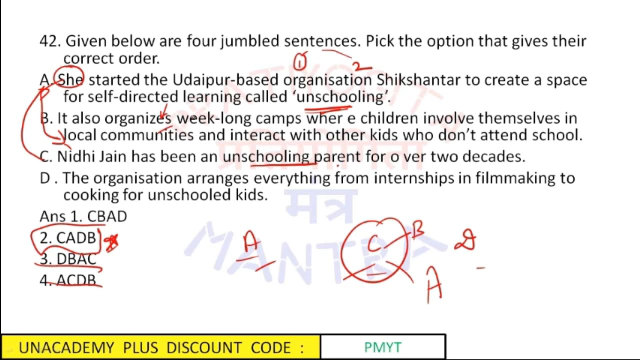 42. Given below are four jumbled sentences. Pick the option that gives their
correct order.
① 2
A. She started the Udaipur-based organisation Shikshantar to create a space
for self-directed learning called ‘unschooling’.
B. It also organizes week-long camps wher e children involve themselves in
local communities and interact with other kids who don’t attend school.
C. Nidhi Jain has been an unschooling parent for o ver two decades.
D . The organisation arranges everything from internships in filmmaking to
cooking for unschooled kids.
Ans 1. CBAD
2. CADB
3. DBAC
4. ACDB
A C B D
A
मंत्र
MANTRA
UNACADEMY PLUS DISCOUNT CODE : PMYT